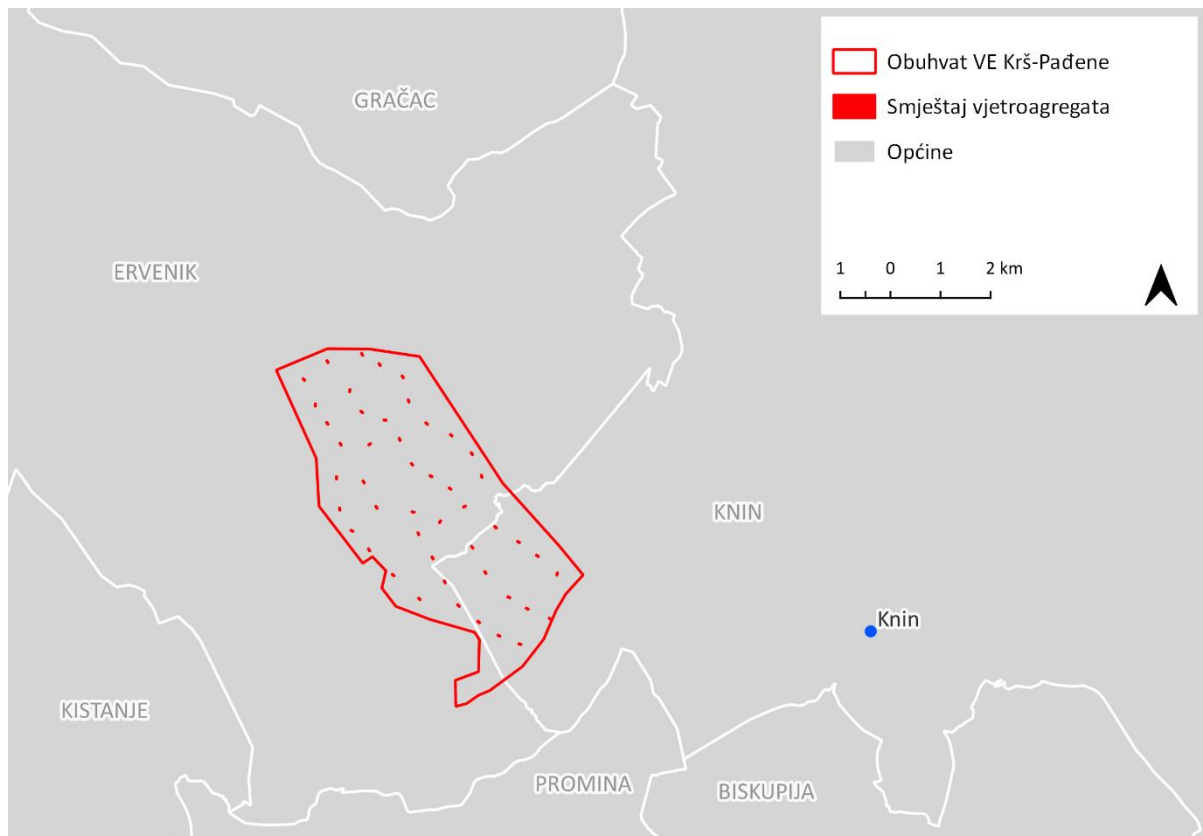 GRAČAC
Obuhvat VE Krš-Pađene
Smještaj vjetroagregata
Općine
1 0 1 2 km
ERVENIK
KNIN
Knin
KISTANJE
PROMINA
BISKUPIJA